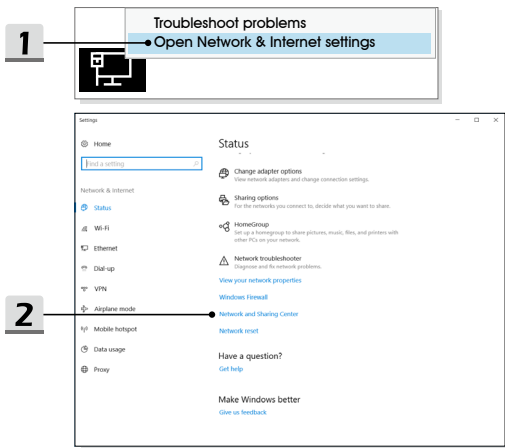 Troubleshoot problems
1
Open Network & Internet settings
Settings
Home
Status
Find a setting
Change adapter options
View network adapters and change connection settings.
Network & Internet
Sharing options
For the networks you connect to, decide what you want to share.
Status
Wi-Fi
HomeGroup
Set up a homegroup to share pictures, music, files, and printers with
other PCs on your network.
Ethernet
Network troubleshooter
Diagnose and fix network problems.
Dial-up
View your network properties
VPN
Windows Firewall
Airplane mode
2
Network and Sharing Center
Mobile hotspot
Network reset
Data usage
Have a question?
Proxy
Get help
Make Windows better
Give us feedback